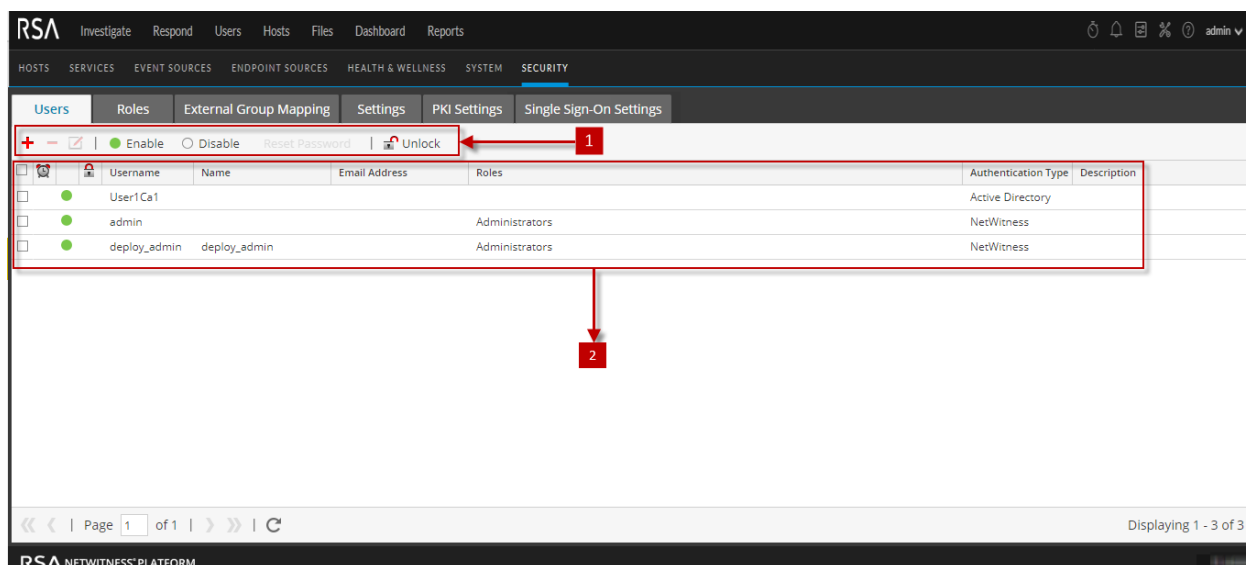 RSA Investigate Respond Users Hosts Files Dashboard Reports admin
HOSTS SERVICES EVENT SOURCES ENDPOINT SOURCES HEALTH & WELLNESS SYSTEM SECURITY
Users Roles External Group Mapping Settings PKI Settings Single Sign-On Settings
Enable Disable Reset Password | Unlock 1
Username Name Email Address Roles Authentication Type Description
User1Ca1 Active Directory
admin Administrators NetWitness
deploy_admin deploy_admin Administrators NetWitness
2
| Page 1 of 1 | | Displaying 1 - 3 of 3
RSA NETWITNESS® PLATFORM